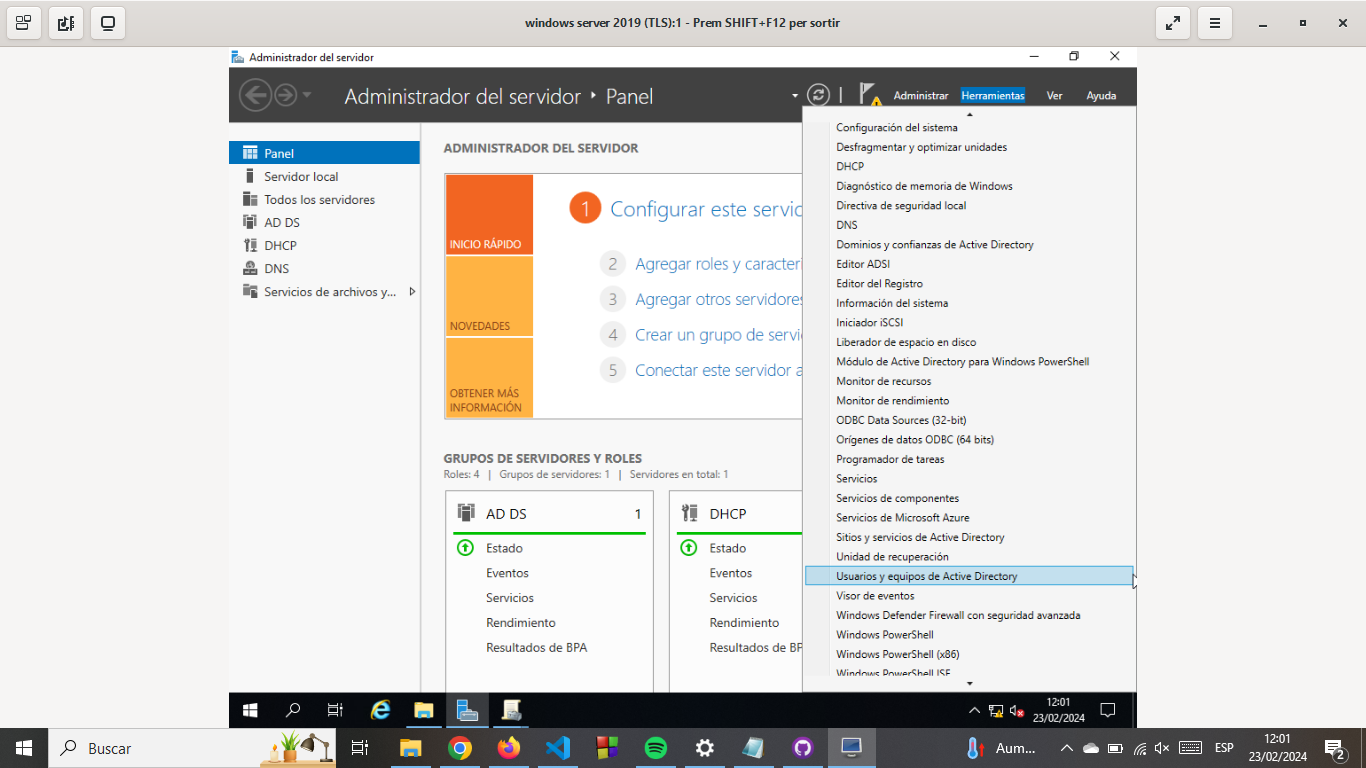 windows server 2019 (TLS):1 - Prem SHIFT+F12 per sortir
Administrador del servidor
Administrador del servidor Panel
Administrar Herramientas Ver Ayuda
Panel
Servidor local
Todos los servidores
AD DS
DHCP
DNS
Servicios de archivos y...
ADMINISTRADOR DEL SERVIDOR
INICIO RÁPIDO
NOVEDADES
OBTENER MÁS
INFORMACIÓN
1 Configurar este servic
2 Agregar roles y caracterí
3 Agregar otros servidores
4 Crear un grupo de servi
5 Conectar este servidor a
GRUPOS DE SERVIDORES Y ROLES
Roles: 4 | Grupos de servidores: 1 | Servidores en total: 1
AD DS 1
Estado
Eventos
Servicios
Rendimiento
Resultados de BPA
DHCP
Estado
Eventos
Servicios
Rendimiento
Resultados de BP
Configuración del sistema
Desfragmentar y optimizar unidades
DHCP
Diagnóstico de memoria de Windows
Directiva de seguridad local
DNS
Dominios y confianzas de Active Directory
Editor ADSI
Editor del Registro
Información del sistema
Iniciador iSCSI
Liberador de espacio en disco
Módulo de Active Directory para Windows PowerShell
Monitor de recursos
Monitor de rendimiento
ODBC Data Sources (32-bit)
Orígenes de datos ODBC (64 bits)
Programador de tareas
Servicios
Servicios de componentes
Servicios de Microsoft Azure
Sitios y servicios de Active Directory
Unidad de recuperación
Usuarios y equipos de Active Directory
Visor de eventos
Windows Defender Firewall con seguridad avanzada
Windows PowerShell
Windows PowerShell (x86)
Windows PowerShell ISE
12:01
23/02/2024
Buscar
Aum...
ESP
12:01
23/02/2024
2